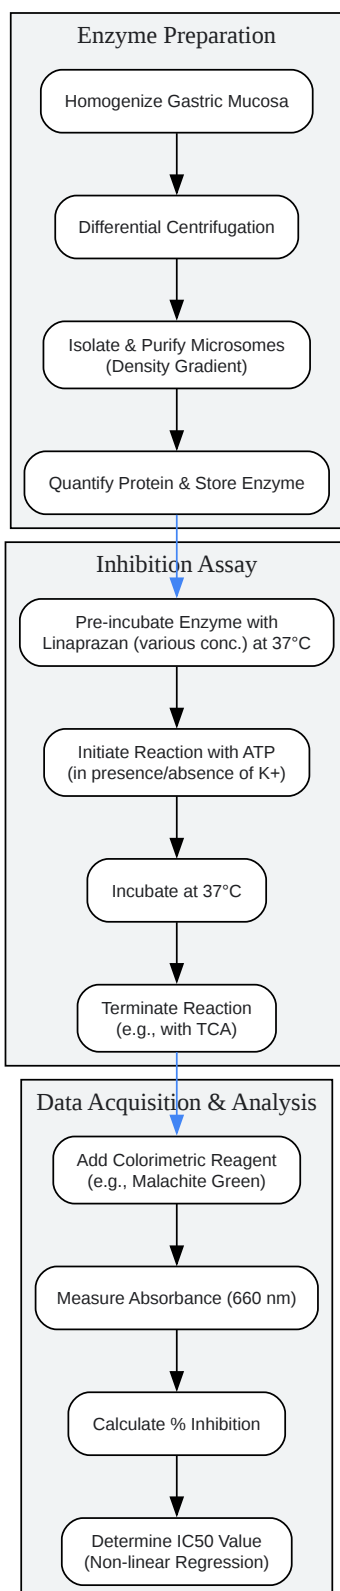 Enzyme Preparation
Homogenize Gastric Mucosa
Differential Centrifugation
Isolate & Purify Microsomes
(Density Gradient)
Quantify Protein & Store Enzyme
Inhibition Assay
Pre-incubate Enzyme with
Linaprazan (various conc.) at 37°C
Initiate Reaction with ATP
(in presence/absence of K+)
Incubate at 37°C
Terminate Reaction
(e.g., with TCA)
Data Acquisition & Analysis
Add Colorimetric Reagent
(e.g., Malachite Green)
Measure Absorbance (660 nm)
Calculate % Inhibition
Determine IC50 Value
(Non-linear Regression)